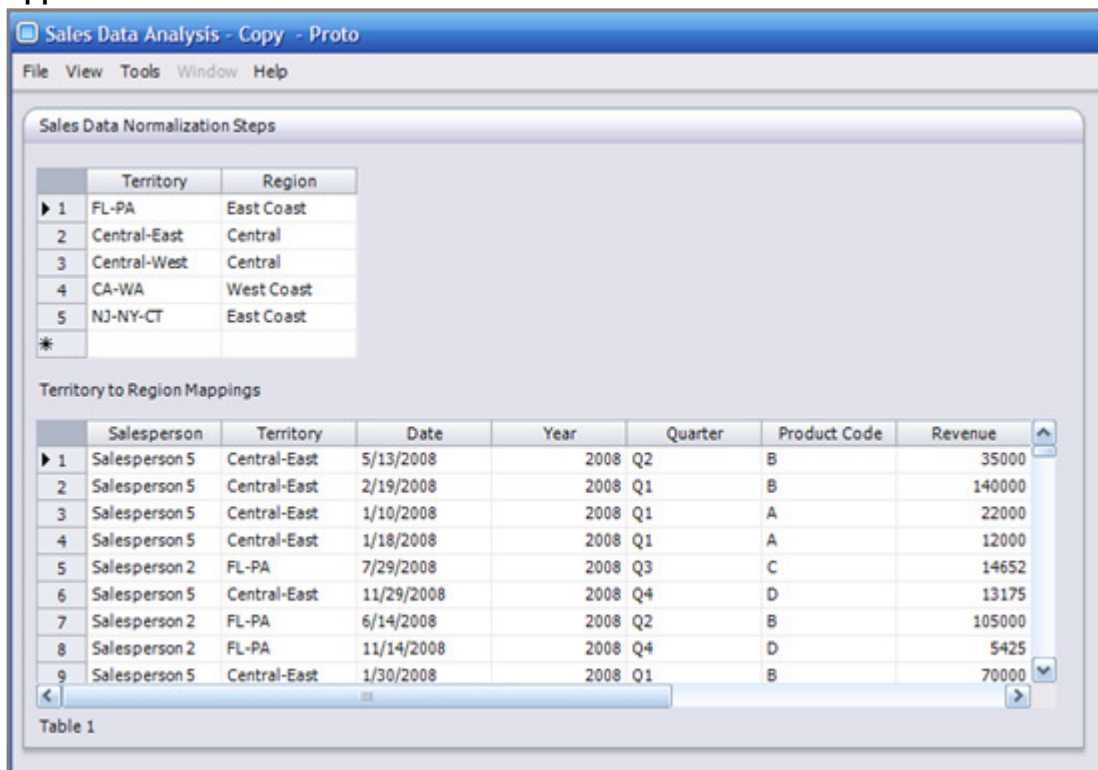 Sales Data Analysis - Copy - Proto
File View Tools Window Help
Sales Data Normalization Steps
Territory Region
1 FL-PA East Coast
2 Central-East Central
3 Central-West Central
4 CA-WA West Coast
5 NJ-NY-CT East Coast
*
Territory to Region Mappings
Salesperson Territory Date Year Quarter Product Code Revenue
1 Salesperson 5 Central-East 5/13/2008 2008 Q2 B 35000
2 Salesperson 5 Central-East 2/19/2008 2008 Q1 B 140000
3 Salesperson 5 Central-East 1/10/2008 2008 Q1 A 22000
4 Salesperson 5 Central-East 1/18/2008 2008 Q1 A 12000
5 Salesperson 2 FL-PA 7/29/2008 2008 Q3 C 14652
6 Salesperson 5 Central-East 11/29/2008 2008 Q4 D 13175
7 Salesperson 2 FL-PA 6/14/2008 2008 Q2 B 105000
8 Salesperson 2 FL-PA 11/14/2008 2008 Q4 D 5425
9 Salesperson 5 Central-East 1/30/2008 2008 Q1 B 70000
Table 1